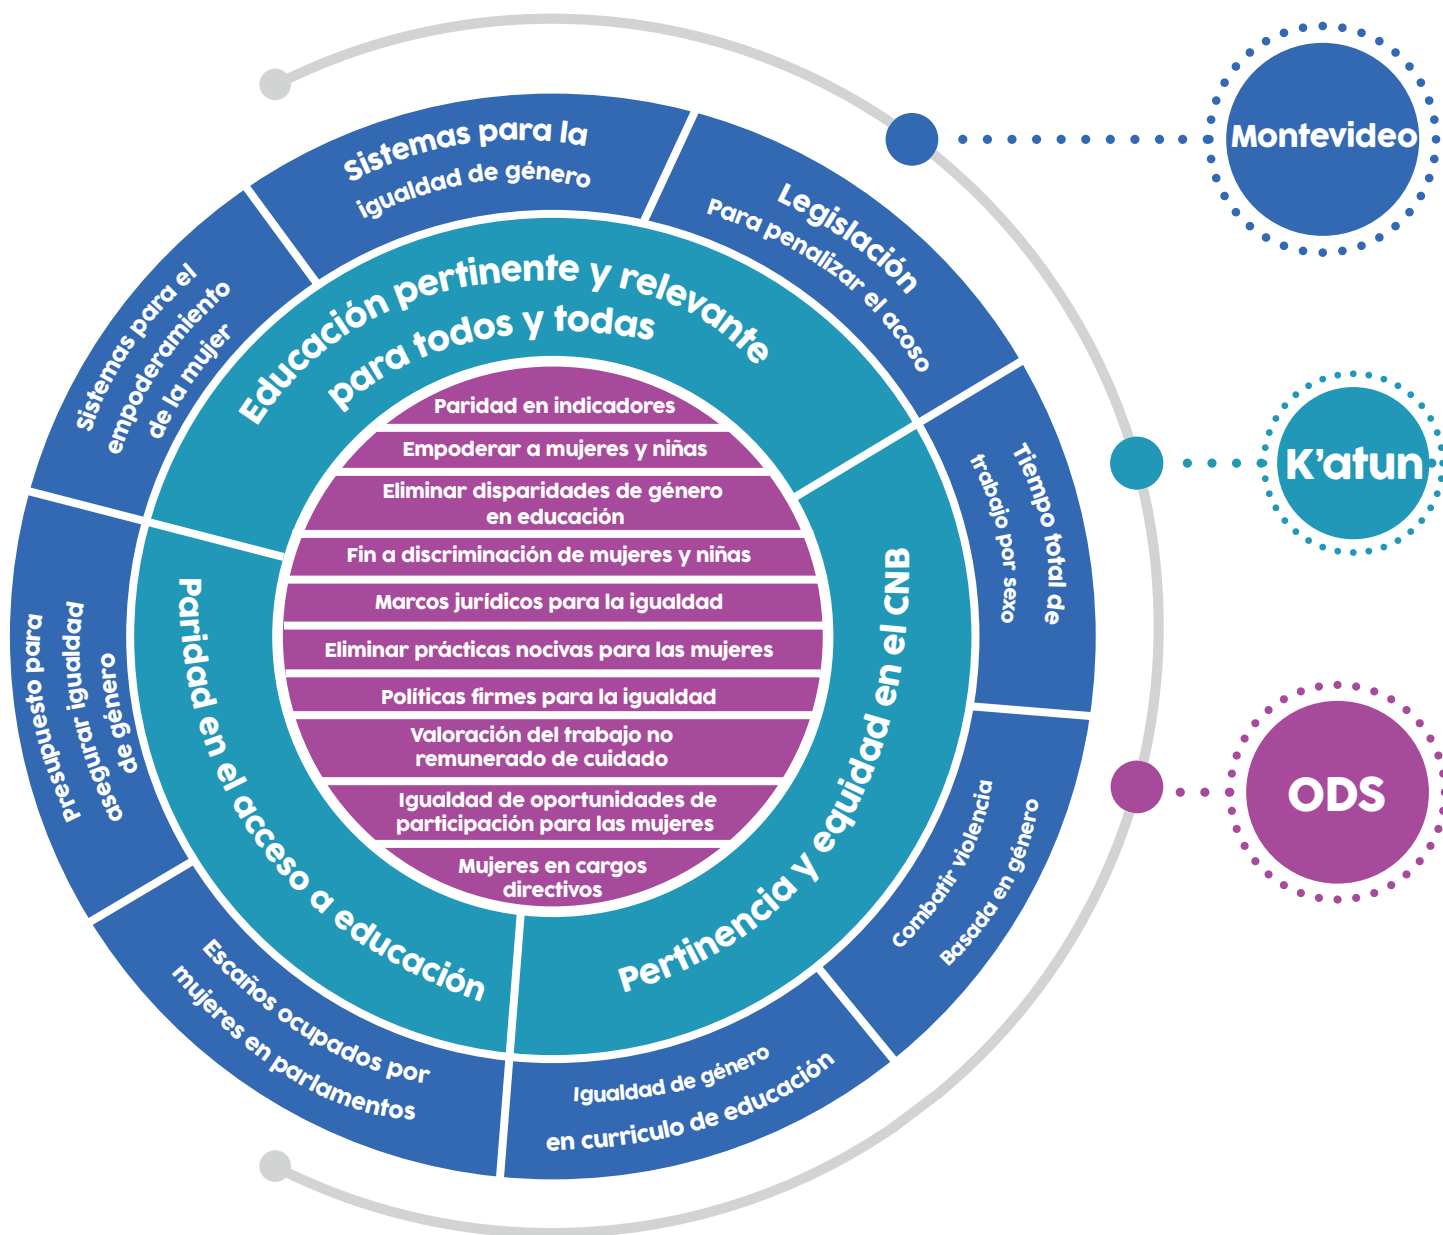 Sistemas para la
igualdad de género
Legislación
Para penalizar el acoso
Tiempo total de
trabajo por sexo
Combatir violencia
Basada en género
Igualdad de género
en curriculo de educación
Escaños ocupados por
mujeres en parlamentos
Presupuesto para
asegurar igualdad
de género
Sistemas para el
empoderamiento
de la mujer
Educación pertinente y relevante
para todos y todas
Pertinencia y equidad en el CNB
Paridad en el acceso a educación
Paridad en indicadores
Empoderar a mujeres y niñas
Eliminar disparidades de género
en educación
Fin a discriminación de mujeres y niñas
Marcos jurídicos para la igualdad
Eliminar prácticas nocivas para las mujeres
Políticas firmes para la igualdad
Valoración del trabajo no
remunerado de cuidado
Igualdad de oportunidades de
participación para las mujeres
Mujeres en cargos
directivos
Montevideo
K'atun
ODS